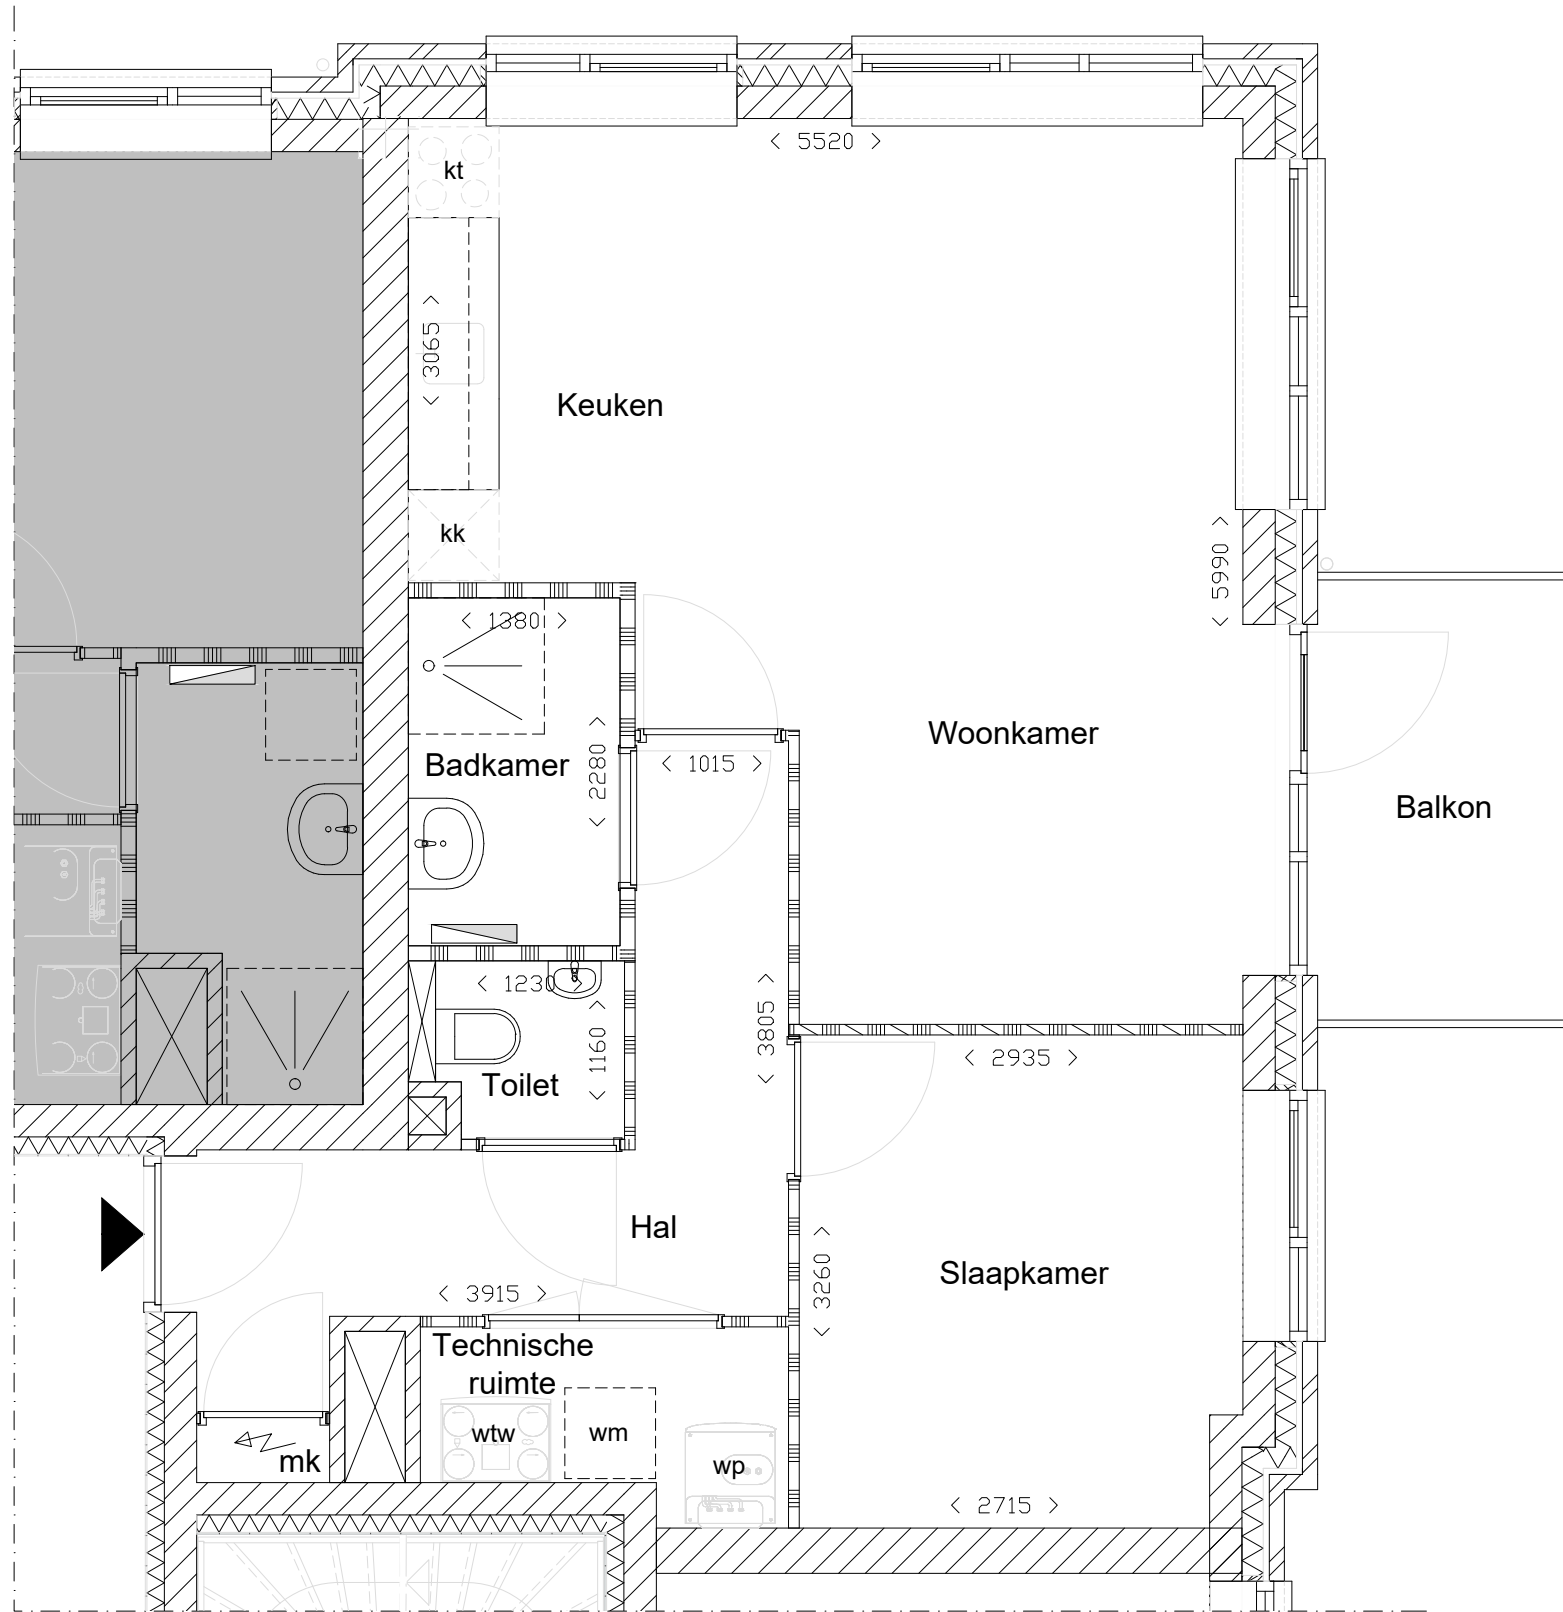 < 5520 >
kt
< 3065 >
Keuken
kk
< 5990 >
< 1380 >
Woonkamer
Badkamer
< 2280 >
< 1015 >
Balkon
< 1230 >
< 1160 >
< 3805 >
< 2935 >
Toilet
Hal
< 3260 >
Slaapkamer
< 3915 >
Technische
ruimte
wtw
wm
mk
wp
< 2715 >